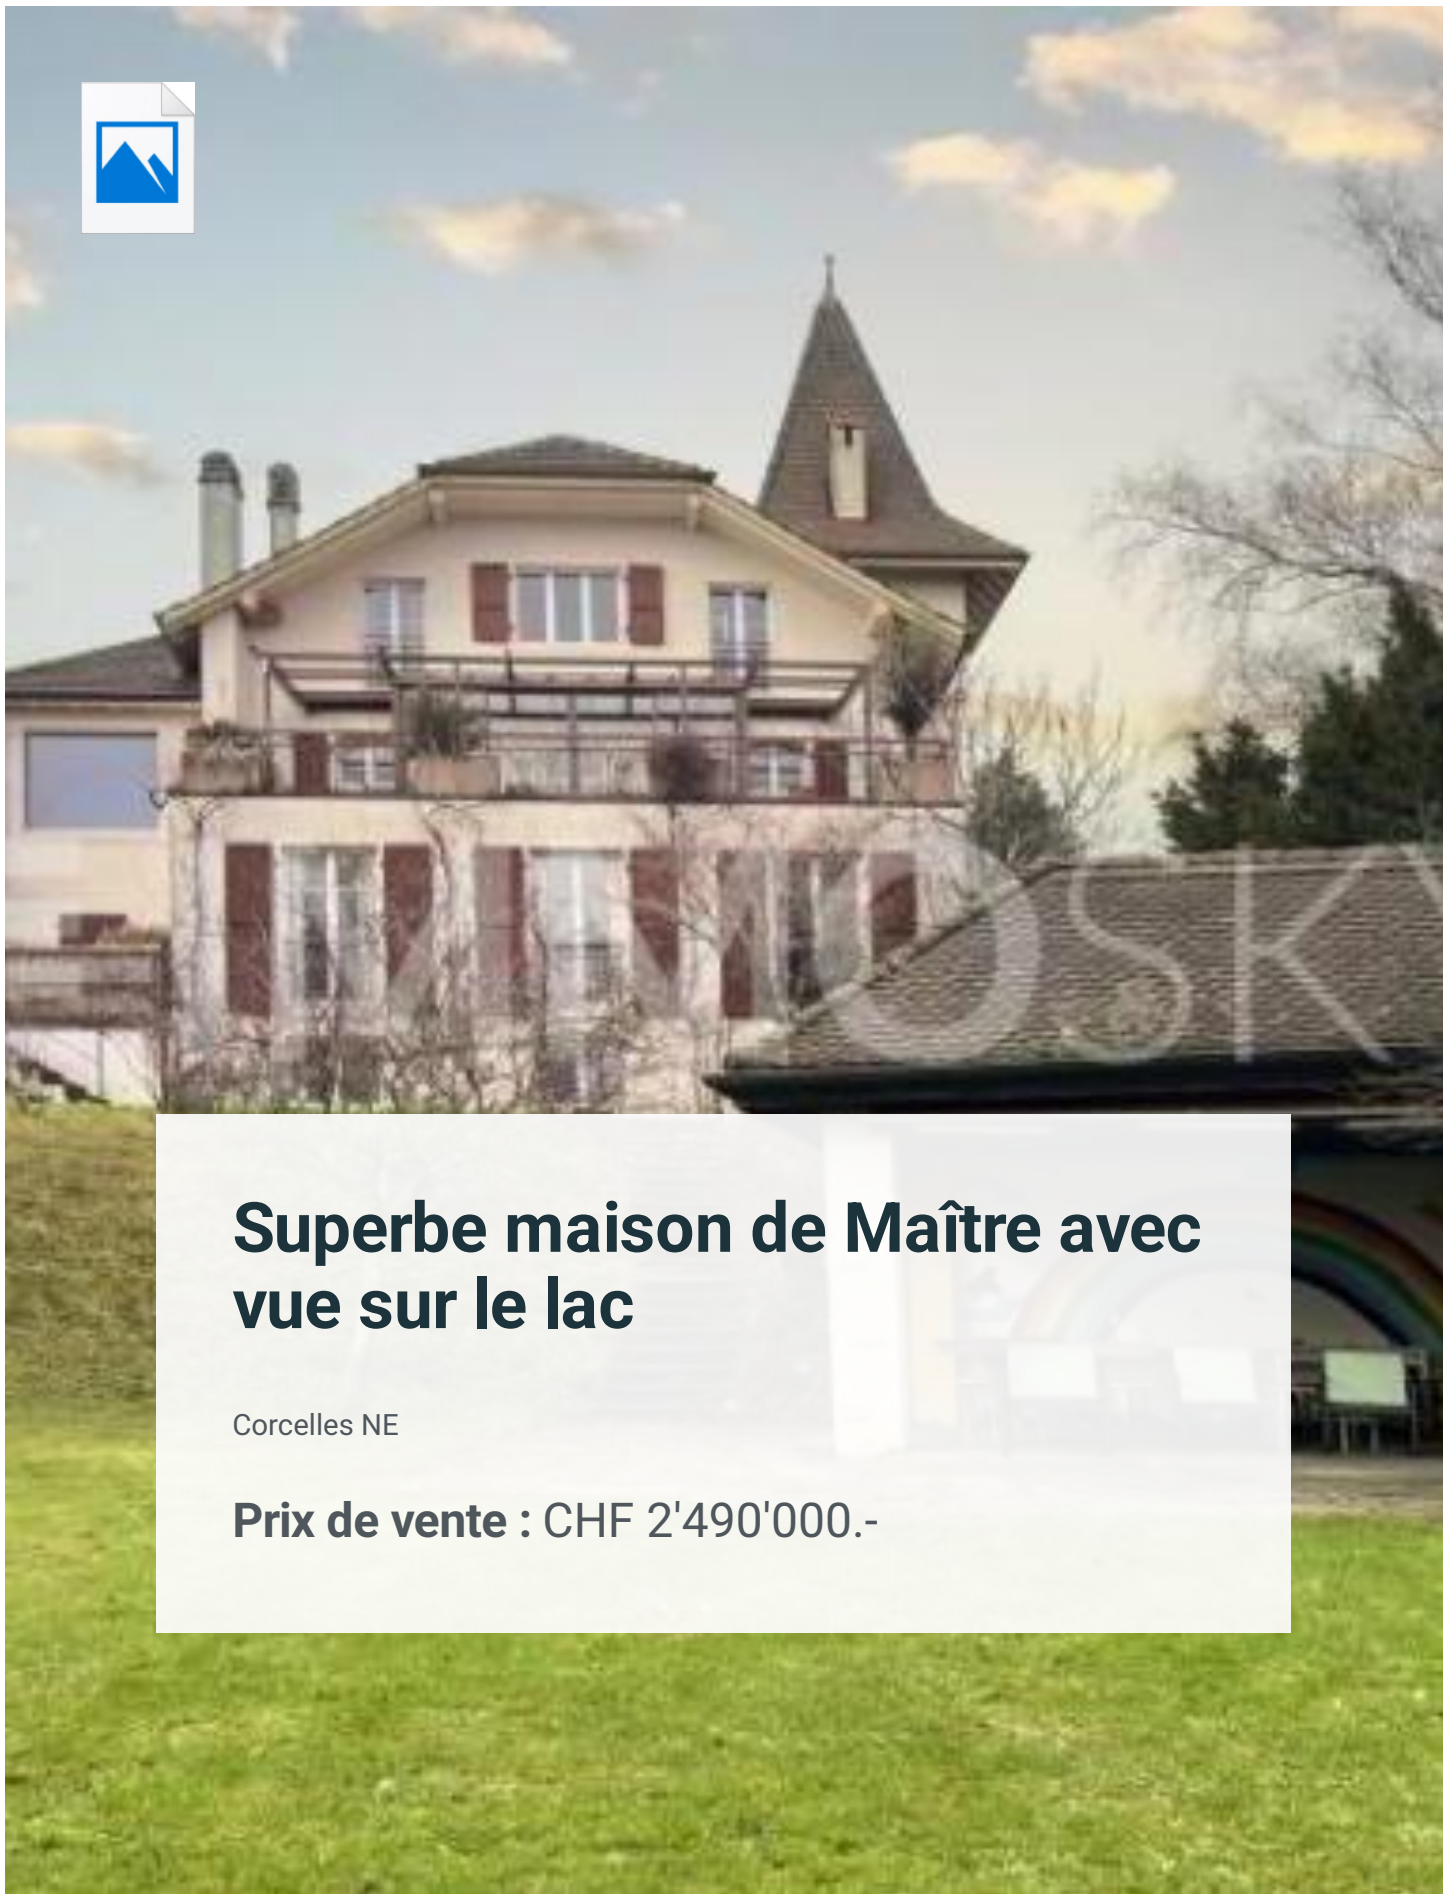 Superbe maison de Maître avec
vue sur le lac
Corcelles NE
Prix de vente : CHF 2'490'000.-